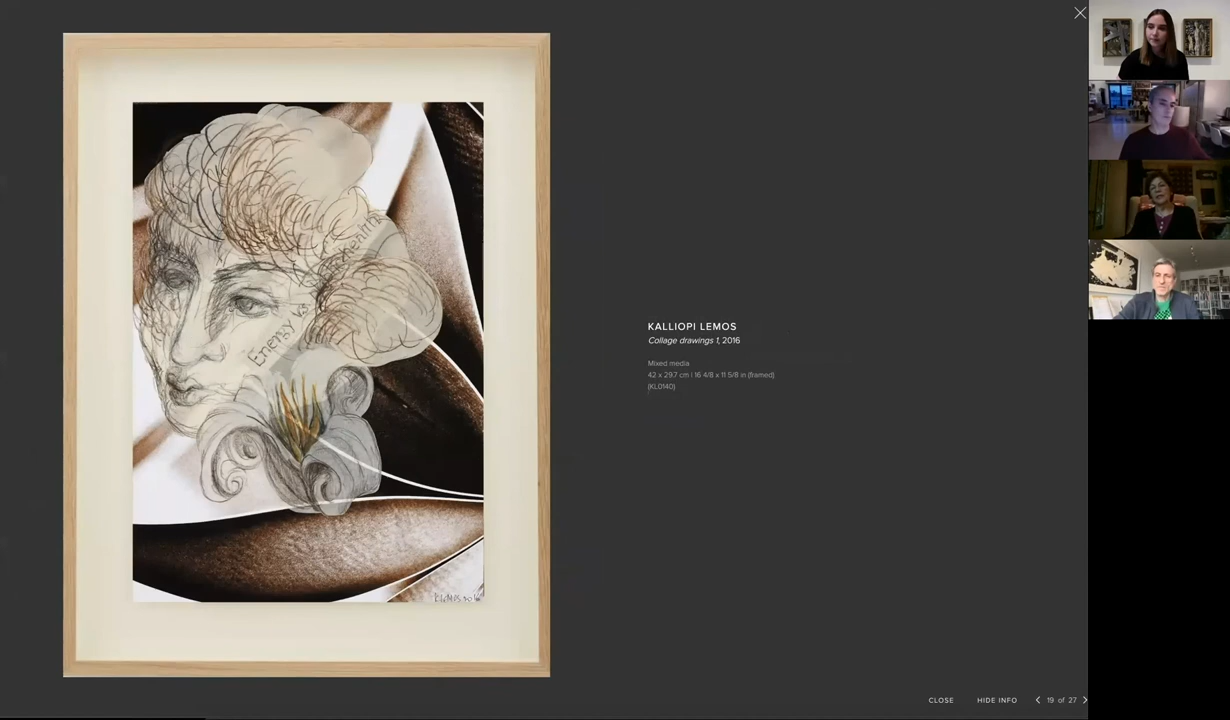 Energy vs
KALLIOPI LEMOS
Collage drawings 1, 2016
Mixed media
42 x 29.7 cm | 16 4/8 x 11 5/8 in (framed)
(KL0140)
CLOSE
HIDE INFO
19 of 27